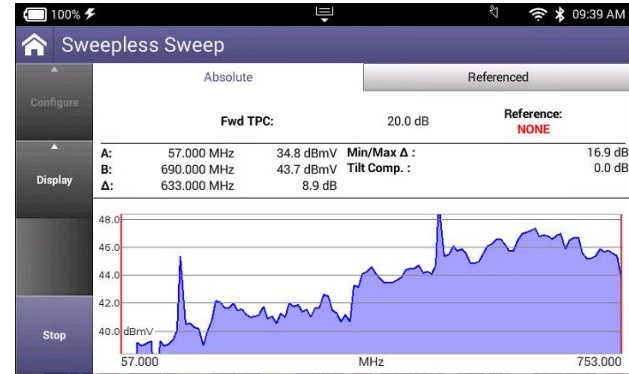 100% 09:39 AM
Sweepless Sweep
Configure
Absolute Referenced
Fwd TPC: 20.0 dB Reference:
NONE
Display
A: 57.000 MHz 34.8 dBmV Min/Max Δ : 16.9 dB
B: 690.000 MHz 43.7 dBmV Tilt Comp. : 0.0 dB
Δ: 633.000 MHz 8.9 dB
48.0
46.0
44.0
42.0
40.0 dBmV
Stop
57.000 MHz 753.000